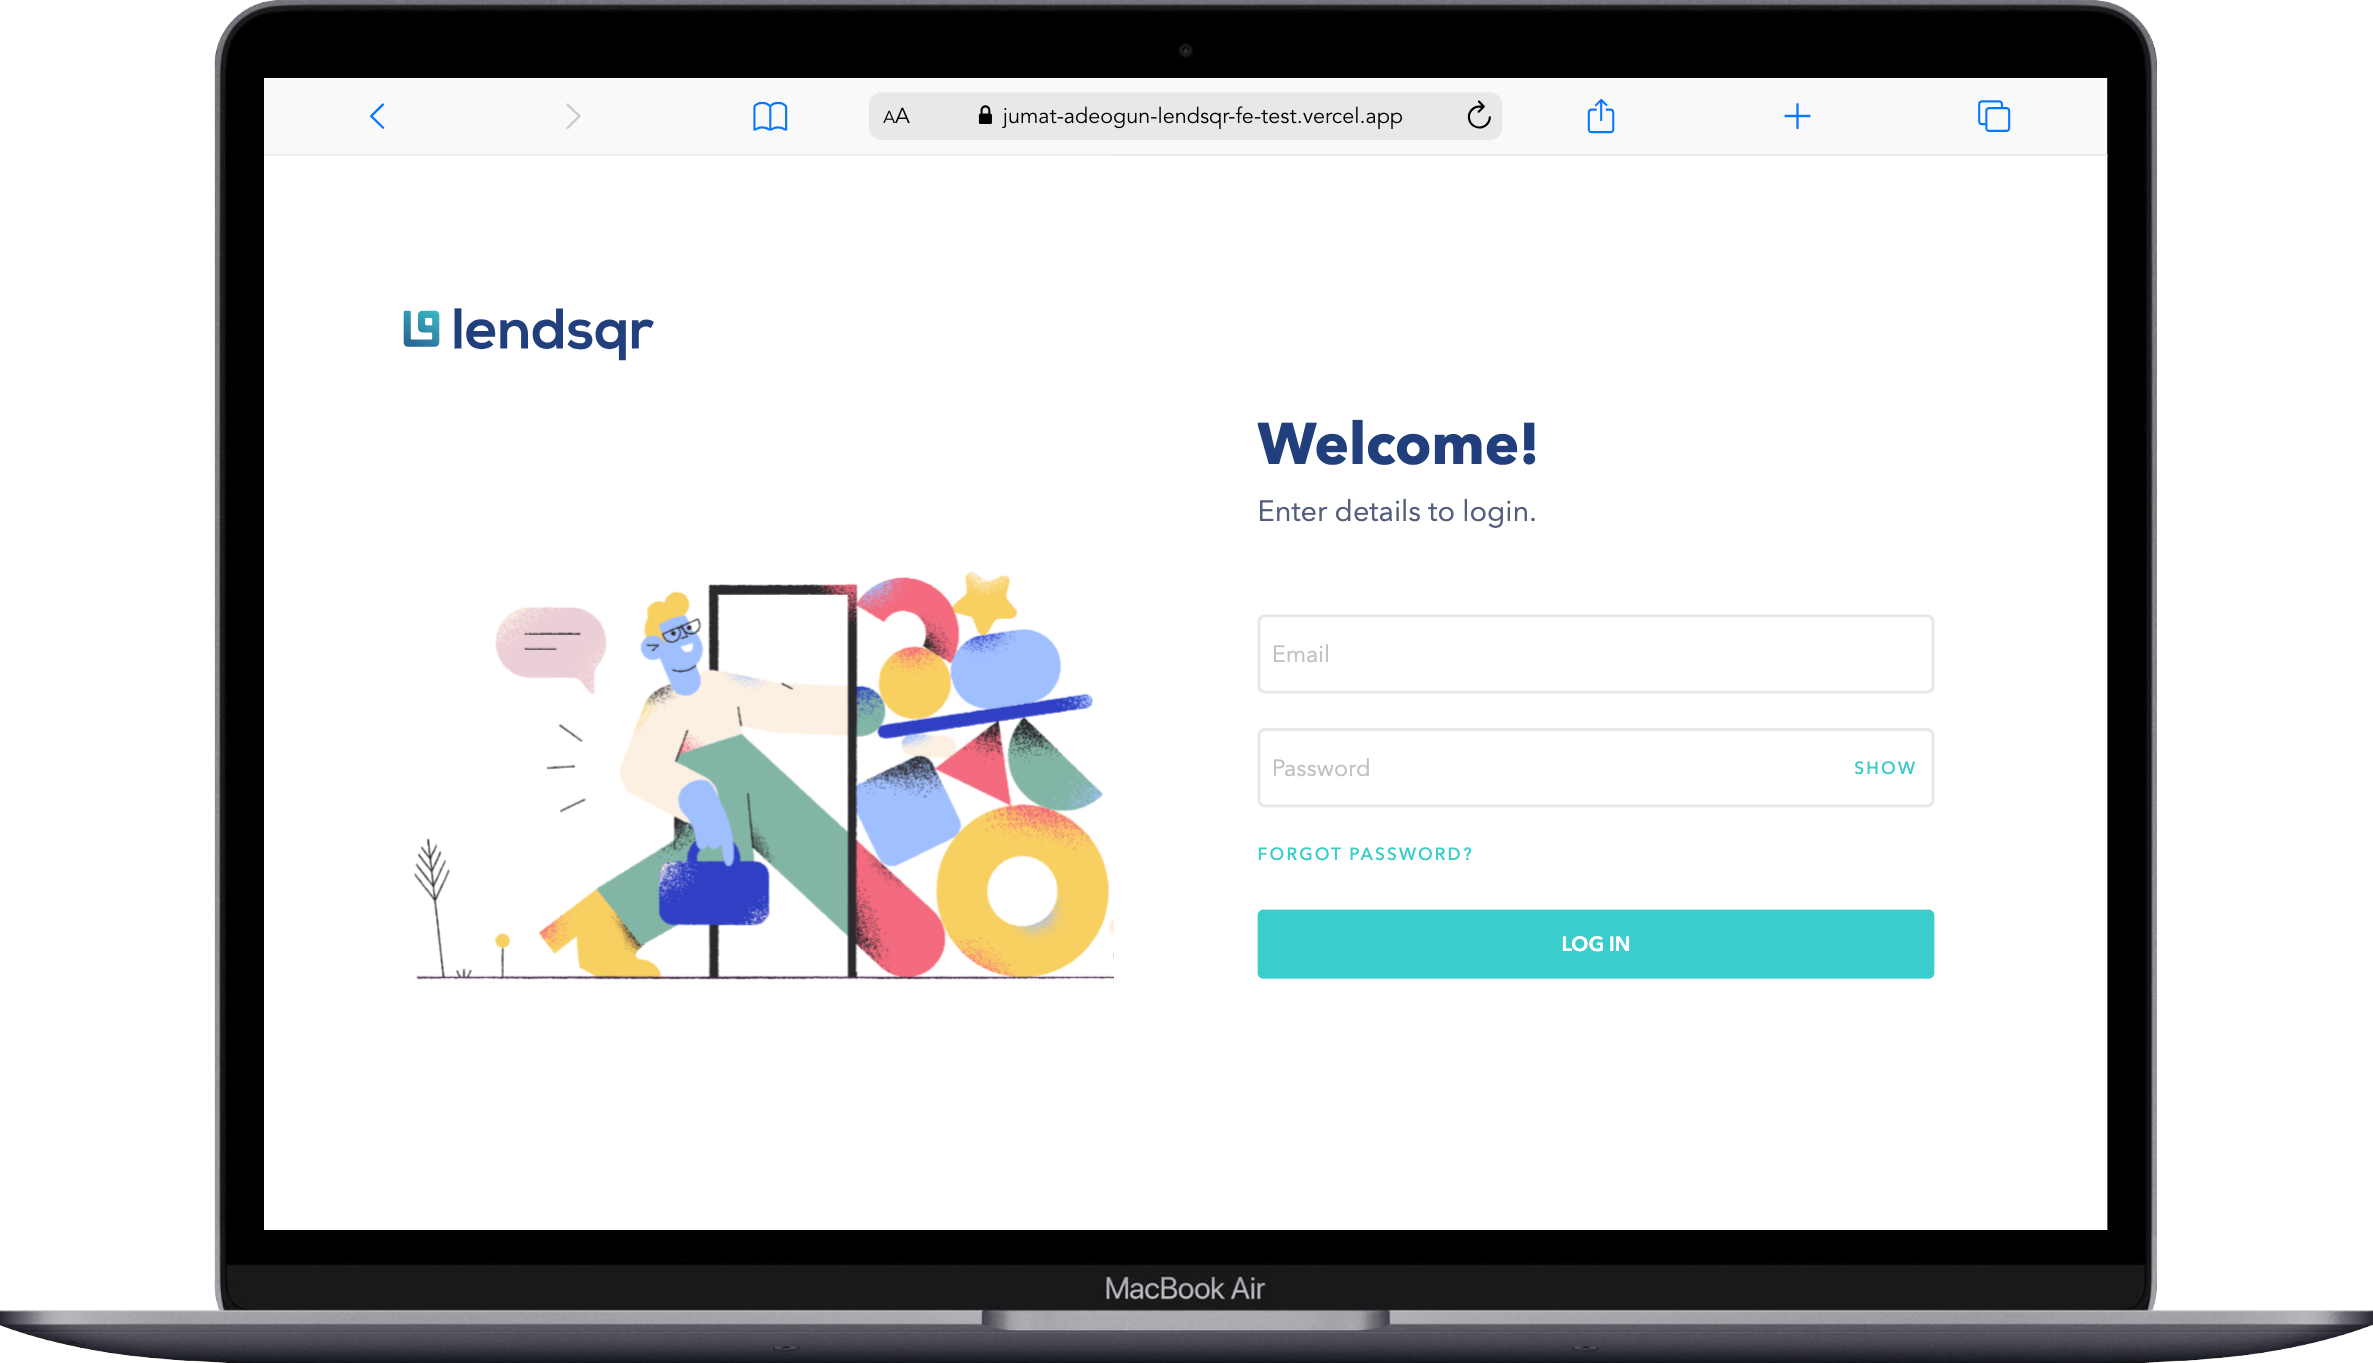 AA
jumat-adeogun-lendsqr-fe-test.vercel.app
lendsqr
Welcome!
Enter details to login.
Email
Password
SHOW
FORGOT PASSWORD?
LOG IN
MacBook Air